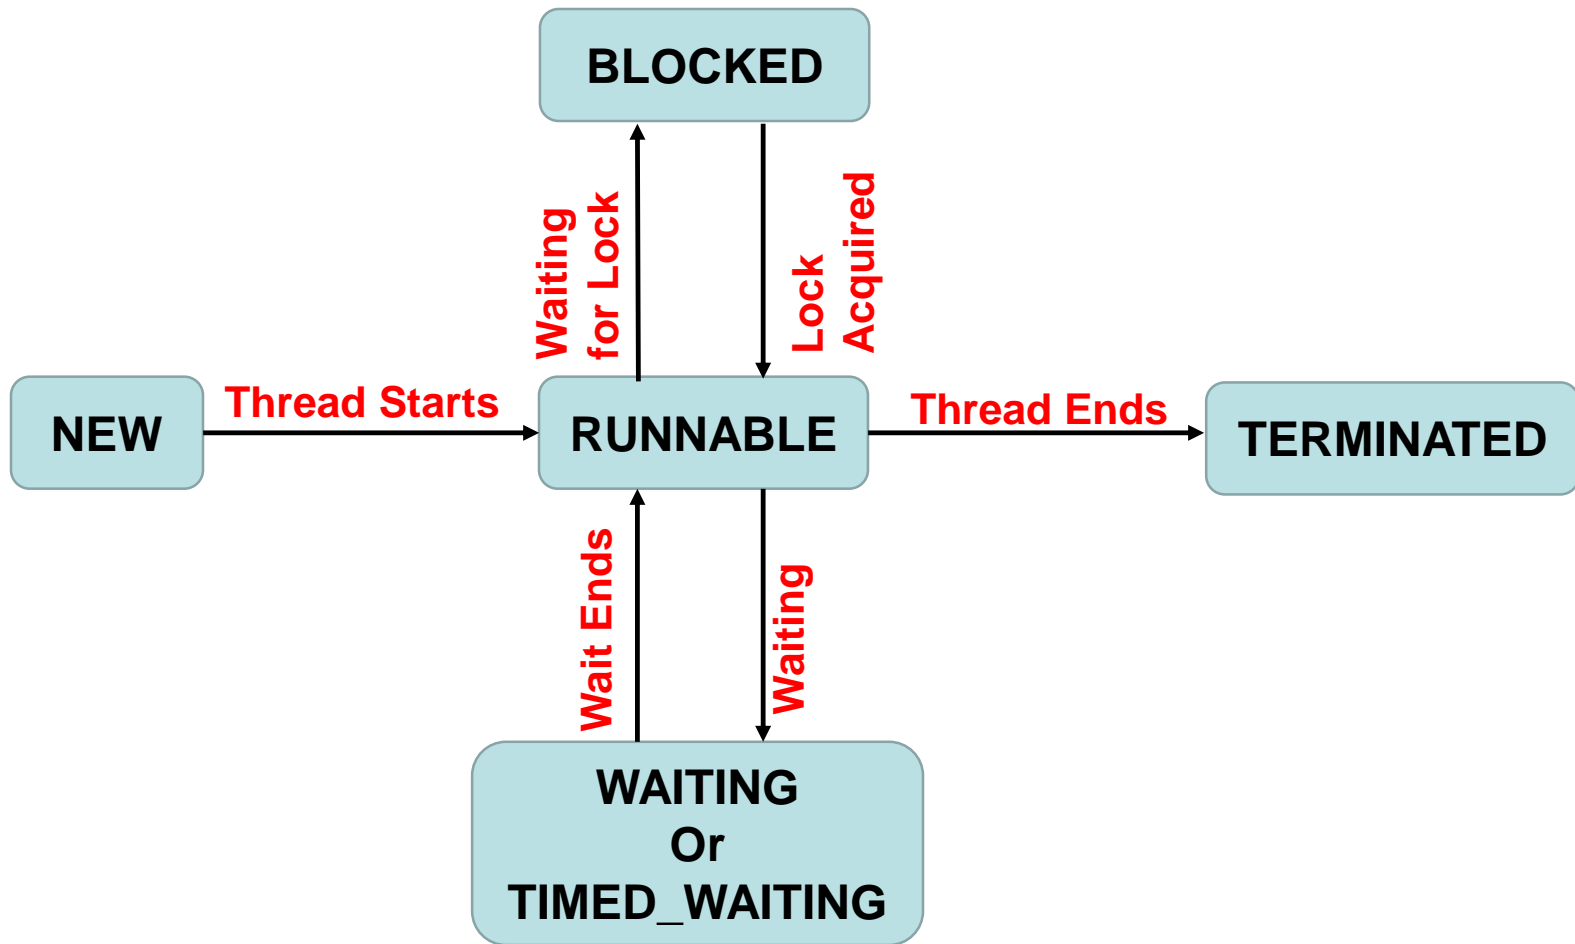 BLOCKED
Waiting
for Lock
Lock
Acquired
NEW
Thread Starts
RUNNABLE
Thread Ends
TERMINATED
Wait Ends
Waiting
WAITING
Or
TIMED_WAITING